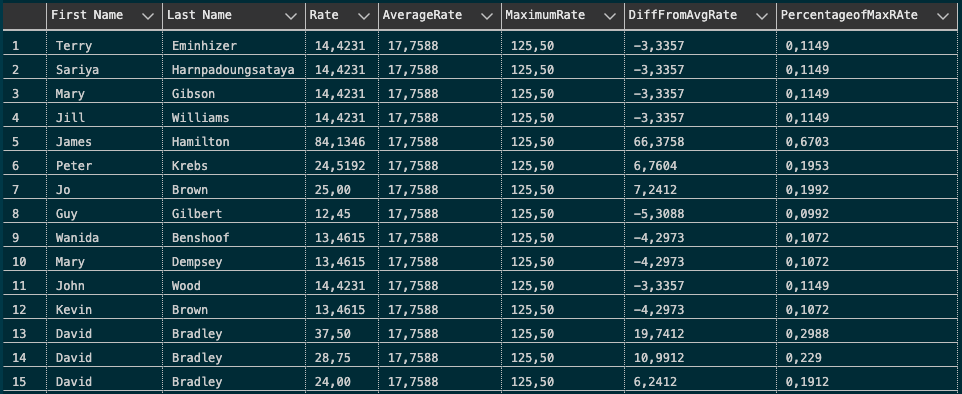 First Name Last Name Rate AverageRate MaximumRate DiffFromAvgRate PercentageofMaxRAte
1 Terry Eminhizer 14,4231 17,7588 125,50 -3,3357 0,1149
2 Sariya Harnpadoungsataya 14,4231 17,7588 125,50 -3,3357 0,1149
3 Mary Gibson 14,4231 17,7588 125,50 -3,3357 0,1149
4 Jill Williams 14,4231 17,7588 125,50 -3,3357 0,1149
5 James Hamilton 84,1346 17,7588 125,50 66,3758 0,6703
6 Peter Krebs 24,5192 17,7588 125,50 6,7604 0,1953
7 Jo Brown 25,00 17,7588 125,50 7,2412 0,1992
8 Guy Gilbert 12,45 17,7588 125,50 -5,3088 0,0992
9 Wanida Benshoof 13,4615 17,7588 125,50 -4,2973 0,1072
10 Mary Dempsey 13,4615 17,7588 125,50 -4,2973 0,1072
11 John Wood 14,4231 17,7588 125,50 -3,3357 0,1149
12 Kevin Brown 13,4615 17,7588 125,50 -4,2973 0,1072
13 David Bradley 37,50 17,7588 125,50 19,7412 0,2988
14 David Bradley 28,75 17,7588 125,50 10,9912 0,229
15 David Bradley 24,00 17,7588 125,50 6,2412 0,1912